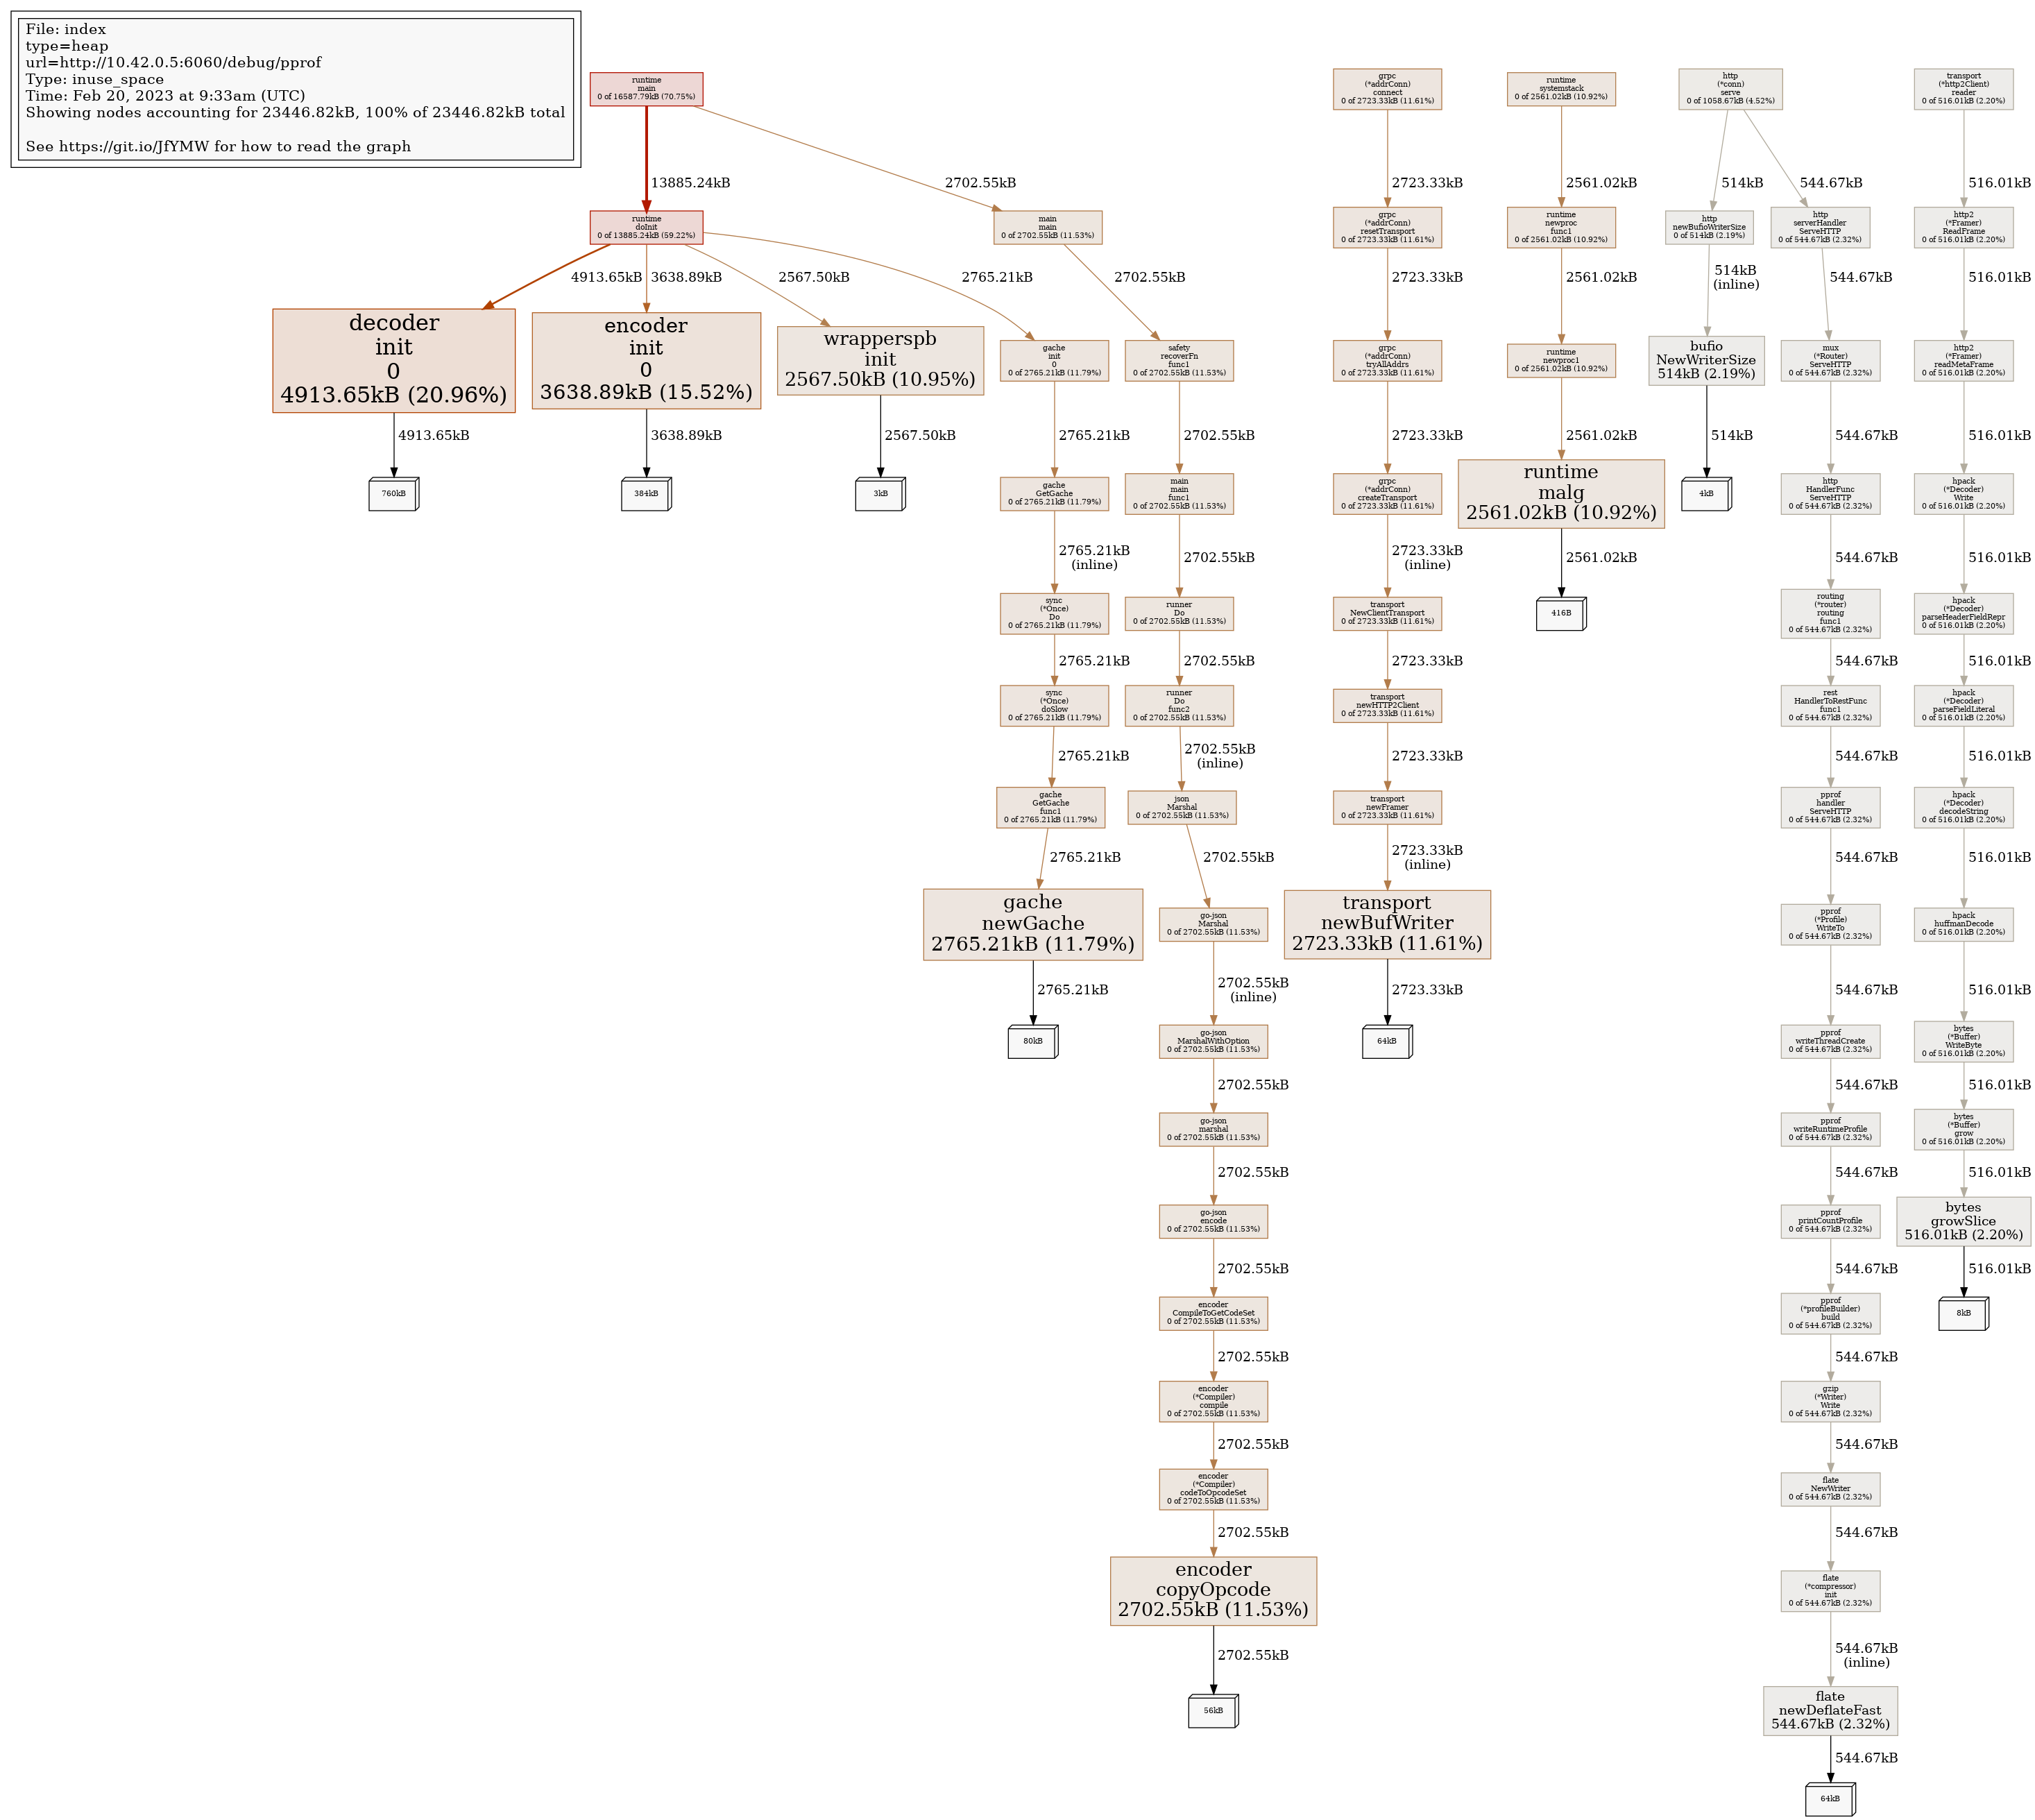 File: index
type=heap
url=http://10.42.0.5:6060/debug/pprof
Type: inuse_space
Time: Feb 20, 2023 at 9:33am (UTC)
Showing nodes accounting for 23446.82kB, 100% of 23446.82kB total
See https://git.io/JfYMW for how to read the graph
runtime
main
0 of 16587.79kB (70.75%)
13885.24kB
2702.55kB
runtime
doInit
0 of 13885.24kB (59.22%)
4913.65kB
3638.89kB
2567.50kB
2765.21kB
decoder
init
0
4913.65kB (20.96%)
4913.65kB
760kB
encoder
init
0
3638.89kB (15.52%)
3638.89kB
384kB
wrapperspb
init
2567.50kB (10.95%)
2567.50kB
3kB
gache
init
0
0 of 2765.21kB (11.79%)
2765.21kB
gache
GetGache
0 of 2765.21kB (11.79%)
2765.21kB
(inline)
sync
(*Once)
Do
0 of 2765.21kB (11.79%)
2765.21kB
sync
(*Once)
doSlow
0 of 2765.21kB (11.79%)
2765.21kB
gache
GetGache
func1
0 of 2765.21kB (11.79%)
2765.21kB
gache
newGache
2765.21kB (11.79%)
2765.21kB
80kB
main
main
0 of 2702.55kB (11.53%)
2702.55kB
safety
recoverFn
func1
0 of 2702.55kB (11.53%)
2702.55kB
main
main
func1
0 of 2702.55kB (11.53%)
2702.55kB
runner
Do
0 of 2702.55kB (11.53%)
2702.55kB
runner
Do
func2
0 of 2702.55kB (11.53%)
2702.55kB
(inline)
json
Marshal
0 of 2702.55kB (11.53%)
2702.55kB
go-json
Marshal
0 of 2702.55kB (11.53%)
2702.55kB
(inline)
go-json
MarshalWithOption
0 of 2702.55kB (11.53%)
2702.55kB
go-json
marshal
0 of 2702.55kB (11.53%)
2702.55kB
go-json
encode
0 of 2702.55kB (11.53%)
2702.55kB
encoder
CompileToGetCodeSet
0 of 2702.55kB (11.53%)
2702.55kB
encoder
(*Compiler)
compile
0 of 2702.55kB (11.53%)
2702.55kB
encoder
(*Compiler)
codeToOpcodeSet
0 of 2702.55kB (11.53%)
2702.55kB
encoder
copyOpcode
2702.55kB (11.53%)
2702.55kB
56kB
grpc
(*addrConn)
connect
0 of 2723.33kB (11.61%)
2723.33kB
grpc
(*addrConn)
resetTransport
0 of 2723.33kB (11.61%)
2723.33kB
grpc
(*addrConn)
tryAllAddrs
0 of 2723.33kB (11.61%)
2723.33kB
grpc
(*addrConn)
createTransport
0 of 2723.33kB (11.61%)
2723.33kB
(inline)
transport
NewClientTransport
0 of 2723.33kB (11.61%)
2723.33kB
transport
newHTTP2Client
0 of 2723.33kB (11.61%)
2723.33kB
transport
newFramer
0 of 2723.33kB (11.61%)
2723.33kB
(inline)
transport
newBufWriter
2723.33kB (11.61%)
2723.33kB
64kB
runtime
systemstack
0 of 2561.02kB (10.92%)
2561.02kB
runtime
newproc
func1
0 of 2561.02kB (10.92%)
2561.02kB
runtime
newproc1
0 of 2561.02kB (10.92%)
2561.02kB
runtime
malg
2561.02kB (10.92%)
2561.02kB
416B
http
(*conn)
serve
0 of 1058.67kB (4.52%)
514kB
544.67kB
http
newBufioWriterSize
0 of 514kB (2.19%)
514kB
(inline)
bufio
NewWriterSize
514kB (2.19%)
514kB
4kB
http
serverHandler
ServeHTTP
0 of 544.67kB (2.32%)
544.67kB
mux
(*Router)
ServeHTTP
0 of 544.67kB (2.32%)
544.67kB
http
HandlerFunc
ServeHTTP
0 of 544.67kB (2.32%)
544.67kB
routing
(*router)
routing
func1
0 of 544.67kB (2.32%)
544.67kB
rest
HandlerToRestFunc
func1
0 of 544.67kB (2.32%)
544.67kB
pprof
handler
ServeHTTP
0 of 544.67kB (2.32%)
544.67kB
pprof
(*Profile)
WriteTo
0 of 544.67kB (2.32%)
544.67kB
pprof
writeThreadCreate
0 of 544.67kB (2.32%)
544.67kB
pprof
writeRuntimeProfile
0 of 544.67kB (2.32%)
544.67kB
pprof
printCountProfile
0 of 544.67kB (2.32%)
544.67kB
pprof
(*profileBuilder)
build
0 of 544.67kB (2.32%)
544.67kB
gzip
(*Writer)
Write
0 of 544.67kB (2.32%)
544.67kB
flate
NewWriter
0 of 544.67kB (2.32%)
544.67kB
flate
(*compressor)
init
0 of 544.67kB (2.32%)
544.67kB
(inline)
flate
newDeflateFast
544.67kB (2.32%)
544.67kB
64kB
transport
(*http2Client)
reader
0 of 516.01kB (2.20%)
516.01kB
http2
(*Framer)
ReadFrame
0 of 516.01kB (2.20%)
516.01kB
http2
(*Framer)
readMetaFrame
0 of 516.01kB (2.20%)
516.01kB
hpack
(*Decoder)
Write
0 of 516.01kB (2.20%)
516.01kB
hpack
(*Decoder)
parseHeaderFieldRepr
0 of 516.01kB (2.20%)
516.01kB
hpack
(*Decoder)
parseFieldLiteral
0 of 516.01kB (2.20%)
516.01kB
hpack
(*Decoder)
decodeString
0 of 516.01kB (2.20%)
516.01kB
hpack
huffmanDecode
0 of 516.01kB (2.20%)
516.01kB
bytes
(*Buffer)
WriteByte
0 of 516.01kB (2.20%)
516.01kB
bytes
(*Buffer)
grow
0 of 516.01kB (2.20%)
516.01kB
bytes
growSlice
516.01kB (2.20%)
516.01kB
8kB